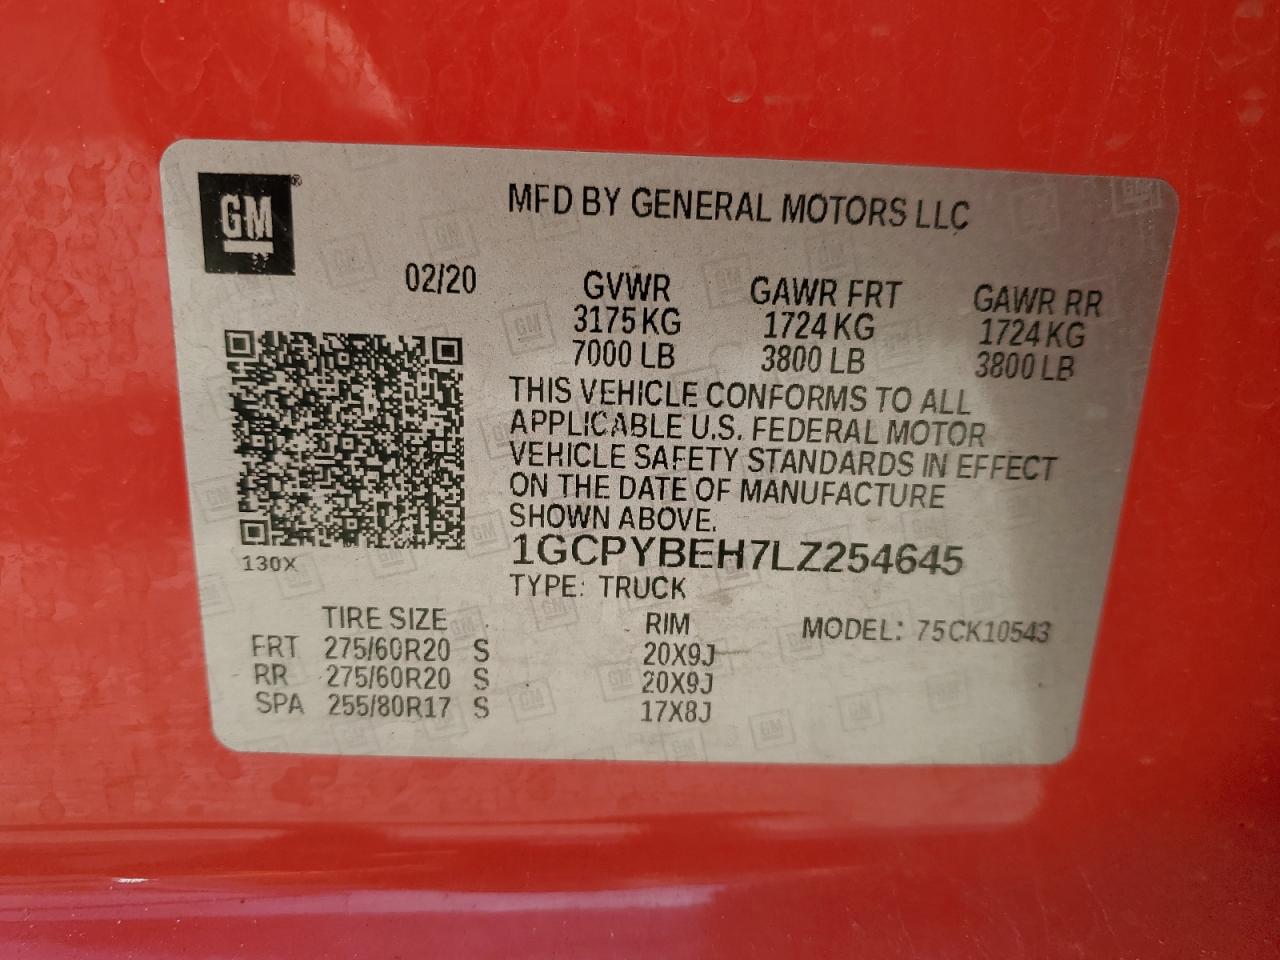 GM®
MFD BY GENERAL MOTORS LLC
02/20 GVWR GAWR FRT GAWR RR
3175 KG 1724 KG 1724 KG
7000 LB 3800 LB 3800 LB
THIS VEHICLE CONFORMS TO ALL
APPLICABLE U.S. FEDERAL MOTOR
VEHICLE SAFETY STANDARDS IN EFFECT
ON THE DATE OF MANUFACTURE
SHOWN ABOVE.
130X
1GCPYBEH7LZ254645
TYPE: TRUCK
TIRE SIZE RIM MODEL: 75CK10543
FRT 275/60R20 S 20X9J
RR 275/60R20 S 20X9J
SPA 255/80R17 S 17X8J